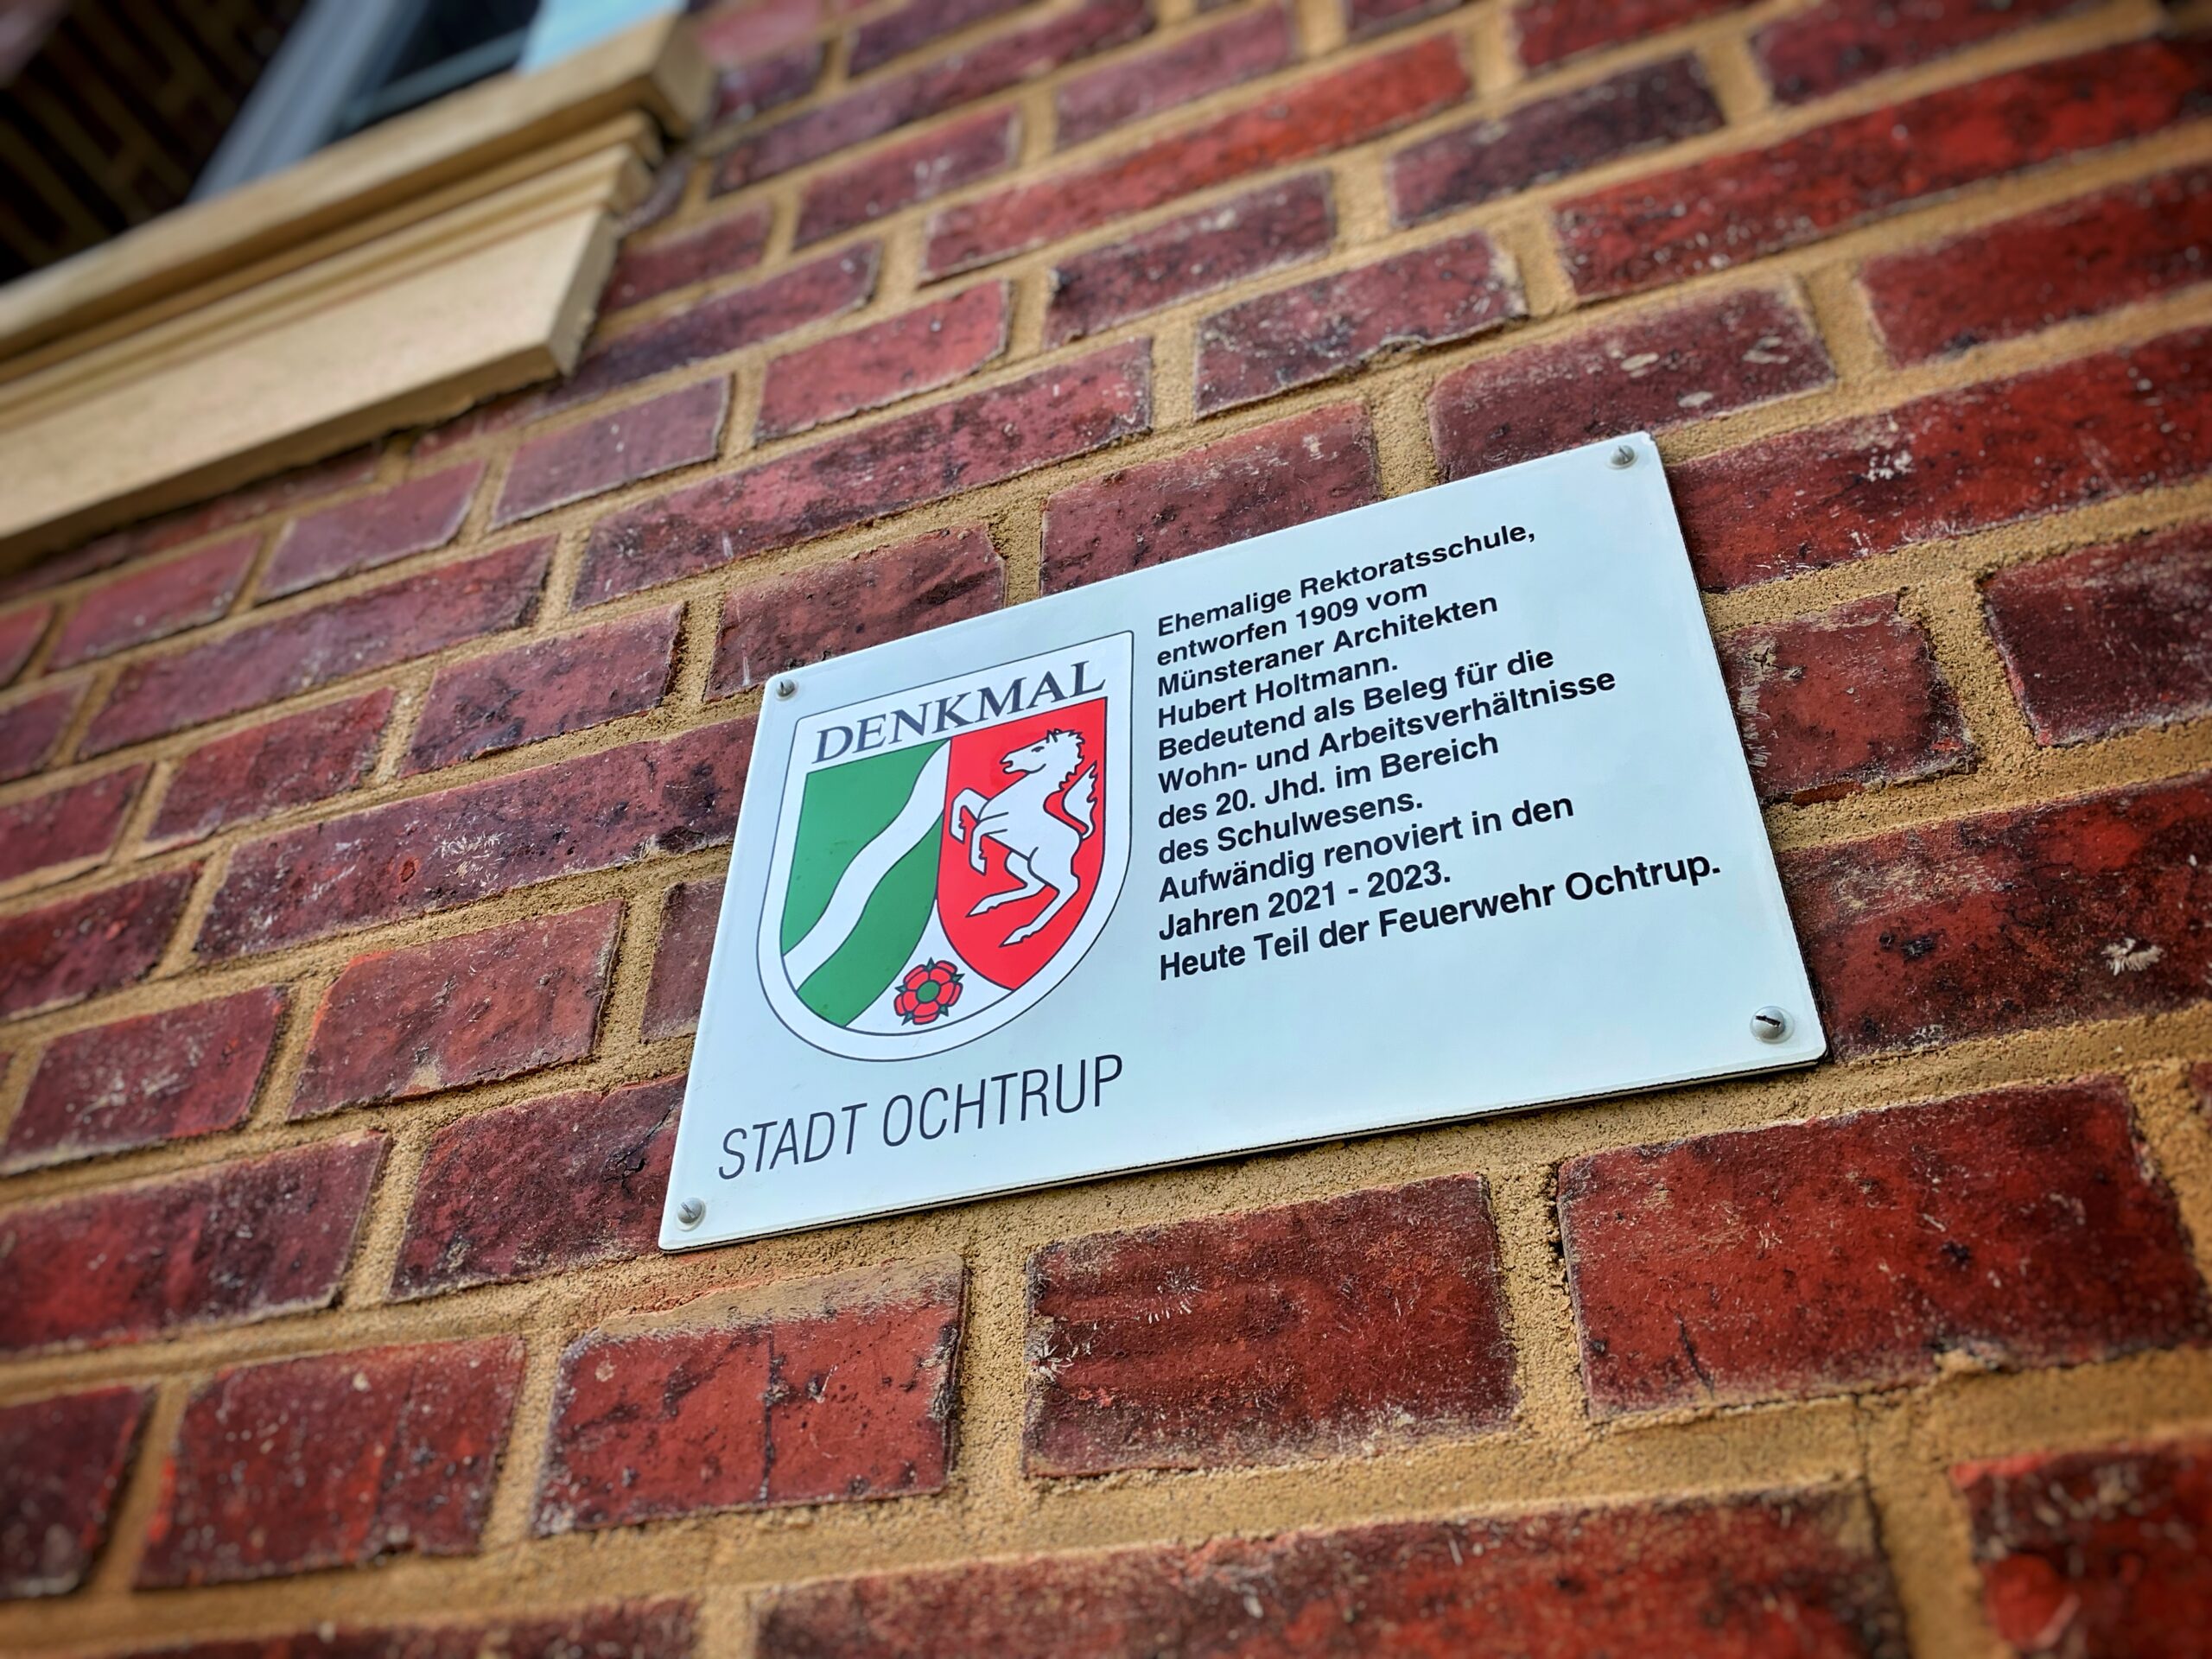 DENKMAL
STADT OCHTRUP
Ehemalige Rektoratsschule,
entworfen 1909 vom
Münsteraner Architekten
Hubert Holtmann.
Bedeutend als Beleg für die
Wohn- und Arbeitsverhältnisse
des 20. Jhd. im Bereich
des Schulwesens.
Aufwändig renoviert in den
Jahren 2021 - 2023.
Heute Teil der Feuerwehr Ochtrup.